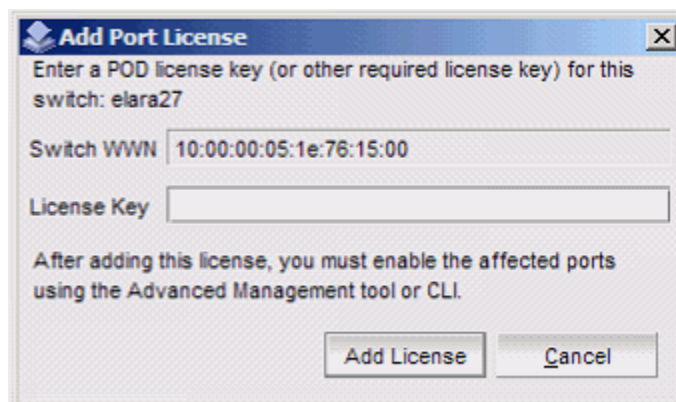 Add Port License
Enter a POD license key (or other required license key) for this
switch: elara27
Switch WWN 10:00:00:05:1e:76:15:00
License Key
After adding this license, you must enable the affected ports
using the Advanced Management tool or CLI.
Add License Cancel